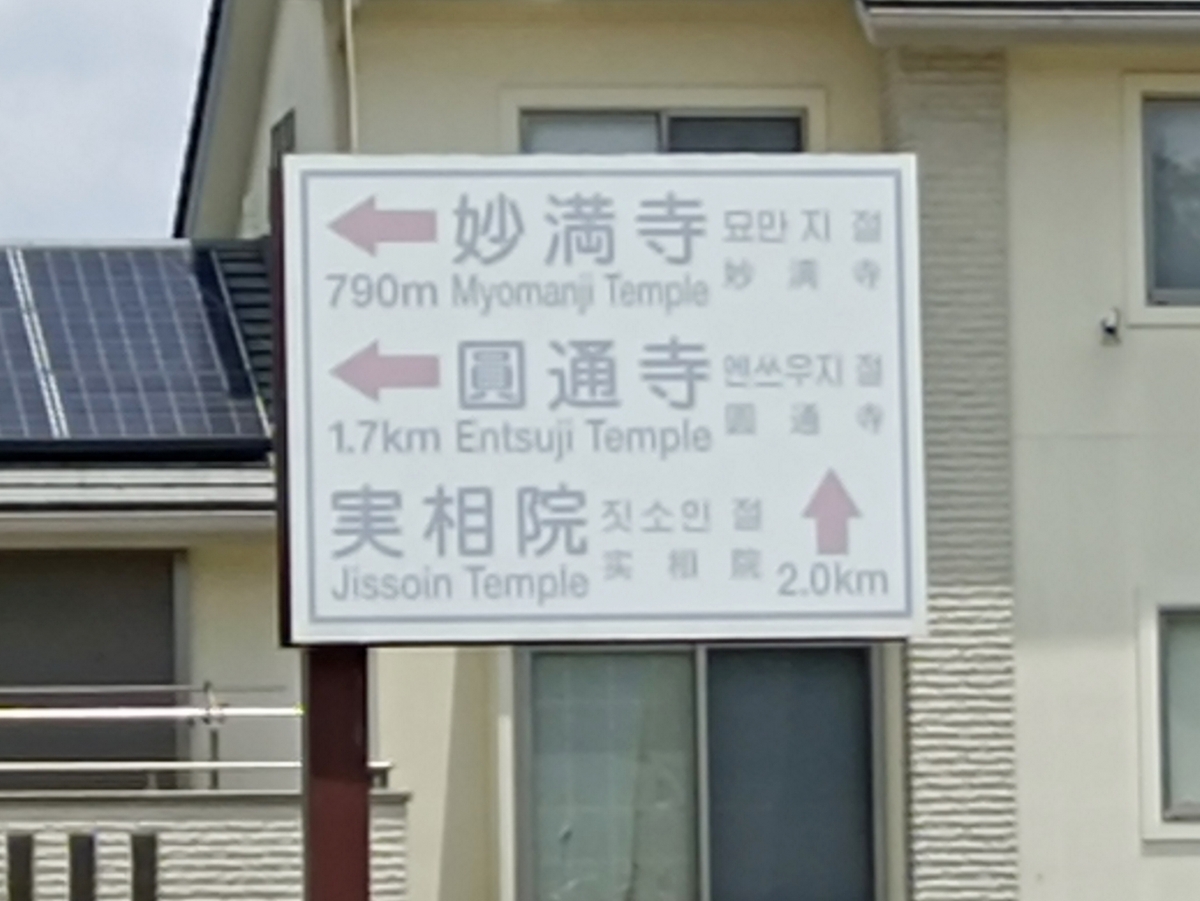 妙満寺 묘만지 절
790m Myomanji Temple 妙满寺
圓通寺 엔쓰우지 절
1.7km Entsuji Temple 圆通寺
実相院 짓소인 절
Jissoin Temple 实相院 2.0km